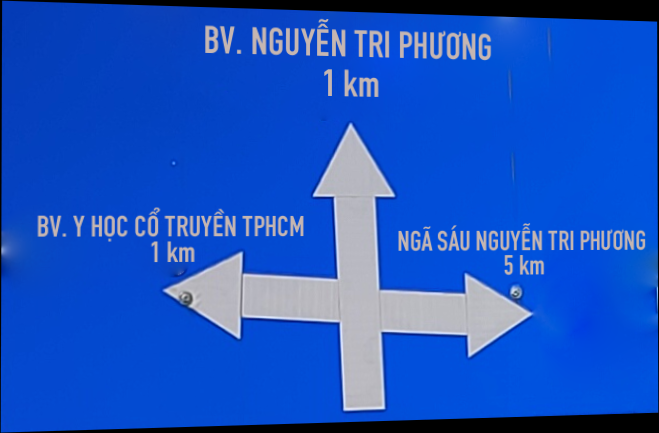 BV. NGUYỄN TRI PHƯƠNG
1 km
BV. Y HỌC CỔ TRUYỀN TPHCM
1 km
NGÃ SÁU NGUYỄN TRI PHƯƠNG
5 km